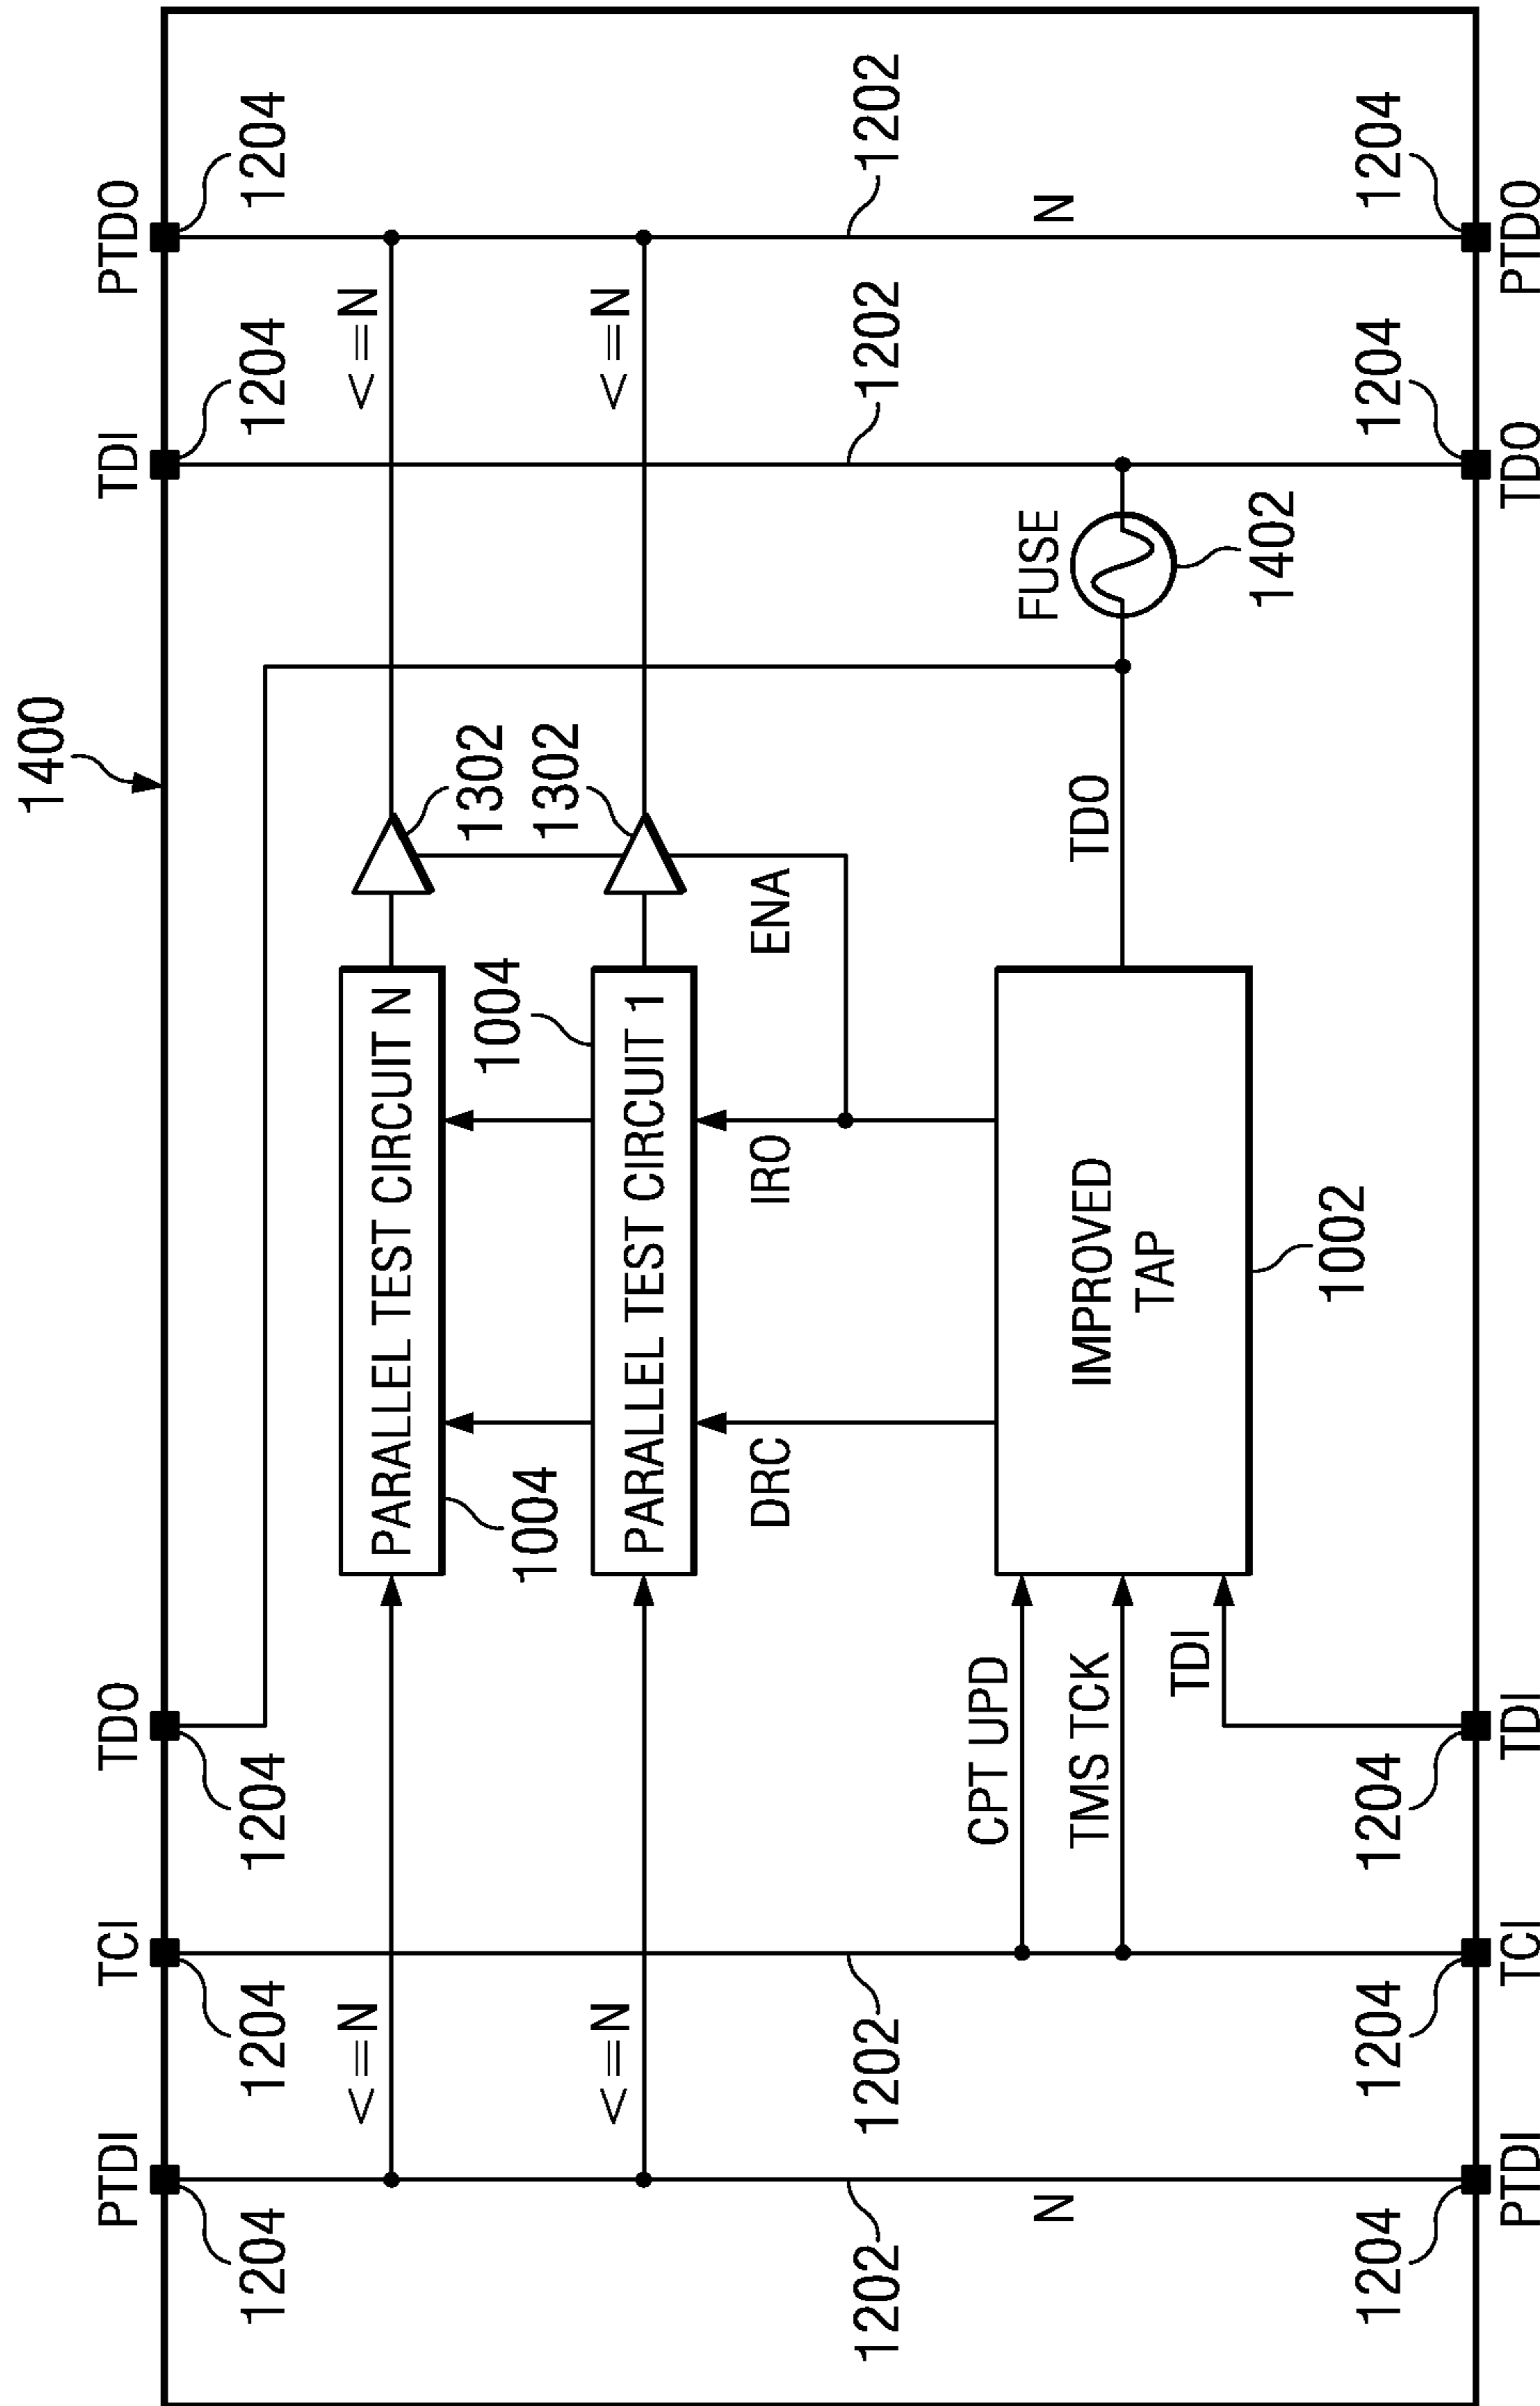 1400
PTDI
TCI
TDO
TDI
PTDO
1204
1204
1204
1204
1204
<=N
<=N
PARALLEL TEST CIRCUIT N
1004
1302
<=N
<=N
PARALLEL TEST CIRCUIT 1
1004
1302
DRC
IRO
ENA
1202
1202
1202
1202
N
N
CPT UPD
TMS TCK
TDI
IMPROVED
TAP
1002
TDO
FUSE
1402
1204
1204
1204
1204
1204
PTDI
TCI
TDI
TDO
PTDO